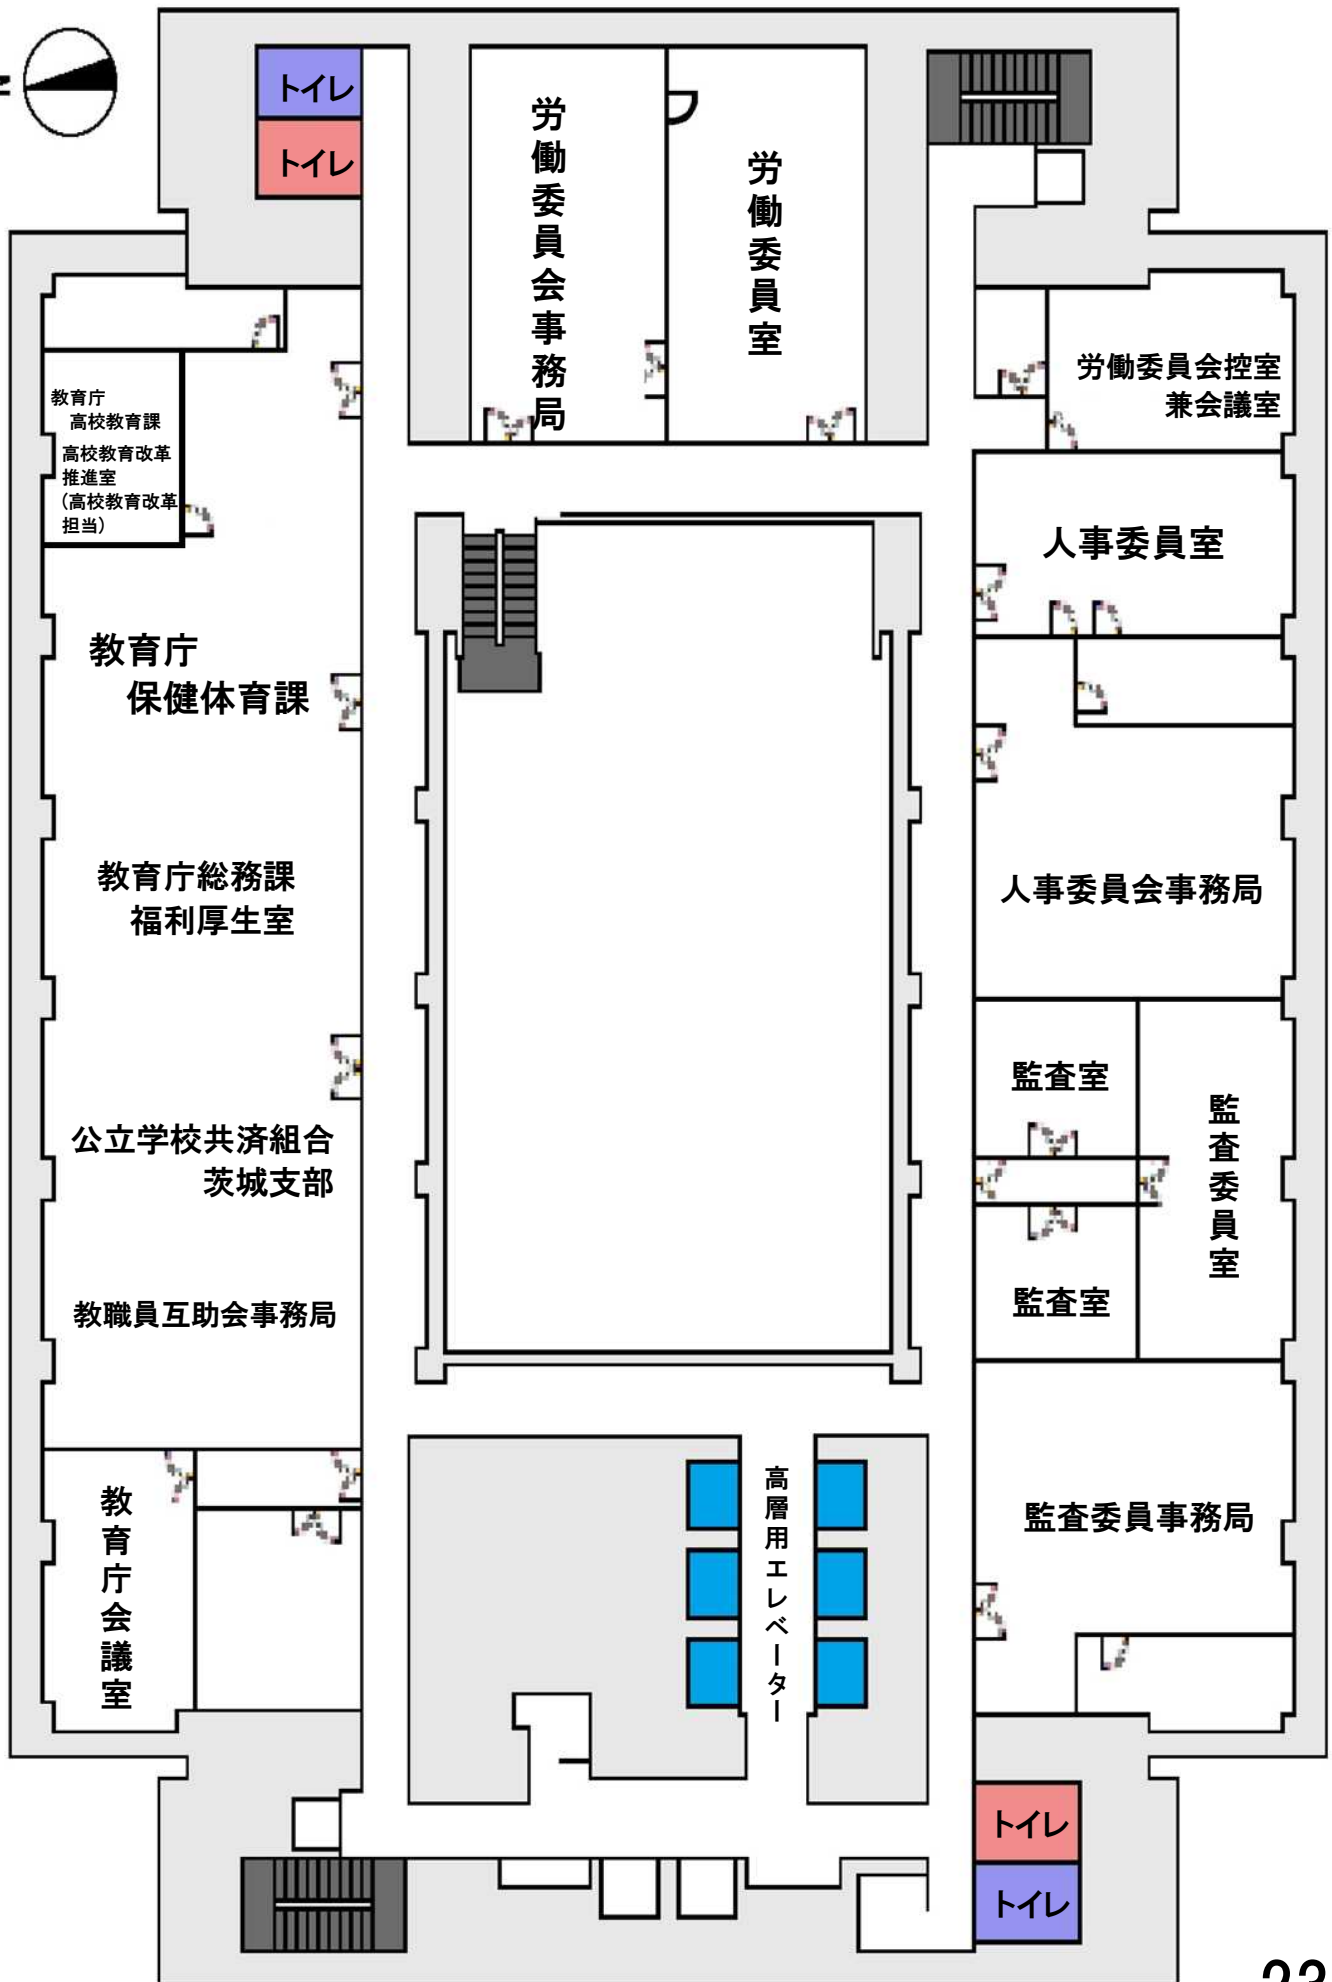 トイレ
トイレ
労働委員会事務局
労働委員室
労働委員会控室
兼会議室
教育庁
高校教育課
高校教育改革
推進室
(高校教育改革
担当)
人事委員室
教育庁
保健体育課
教育庁総務課
福利厚生室
人事委員会事務局
監査室
監査委員室
公立学校共済組合
茨城支部
監査室
教職員互助会事務局
教育庁会議室
高層用エレベーター
監査委員事務局
トイレ
トイレ